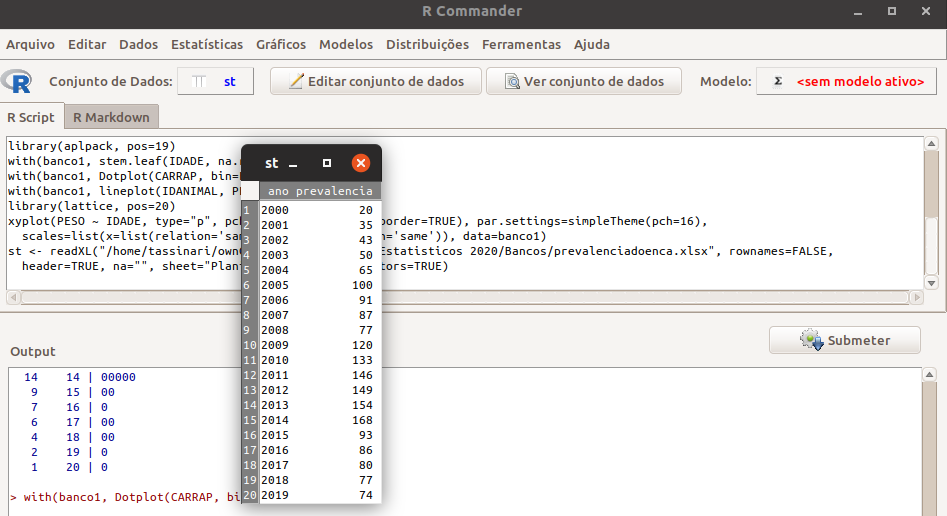 R Commander
Arquivo Editar Dados Estatísticas Gráficos Modelos Distribuições Ferramentas Ajuda
R Conjunto de Dados: st Editar conjunto de dados Ver conjunto de dados Modelo: Σ <sem modelo ativo>
R Script R Markdown
library(aplpack, pos=19)
with(banco1, stem.leaf(IDADE, na.
with(banco1, Dotplot(CARRAP, bin=
with(banco1, lineplot(IDANIMAL, P
library(lattice, pos=20)
xyplot(PESO ~ IDADE, type="p", pc border=TRUE), par.settings=simpleTheme(pch=16),
scales=list(x=list(relation='sa ='same')), data=banco1)
st <- readXL("/home/tassinari/own Estatisticos 2020/Bancos/prevalenciadoenca.xlsx", rownames=FALSE,
header=TRUE, na="", sheet="Plan tors=TRUE)
st
ano prevalencia
1 2000 20
2 2001 35
3 2002 43
4 2003 50
5 2004 65
6 2005 100
7 2006 91
8 2007 87
9 2008 77
10 2009 120
11 2010 133
12 2011 146
13 2012 149
14 2013 154
15 2014 168
16 2015 93
17 2016 86
18 2017 80
19 2018 77
20 2019 74
Output
Submeter
14 14 | 00000
9 15 | 00
7 16 | 0
6 17 | 00
4 18 | 00
2 19 | 0
1 20 | 0
> with(banco1, Dotplot(CARRAP, bi